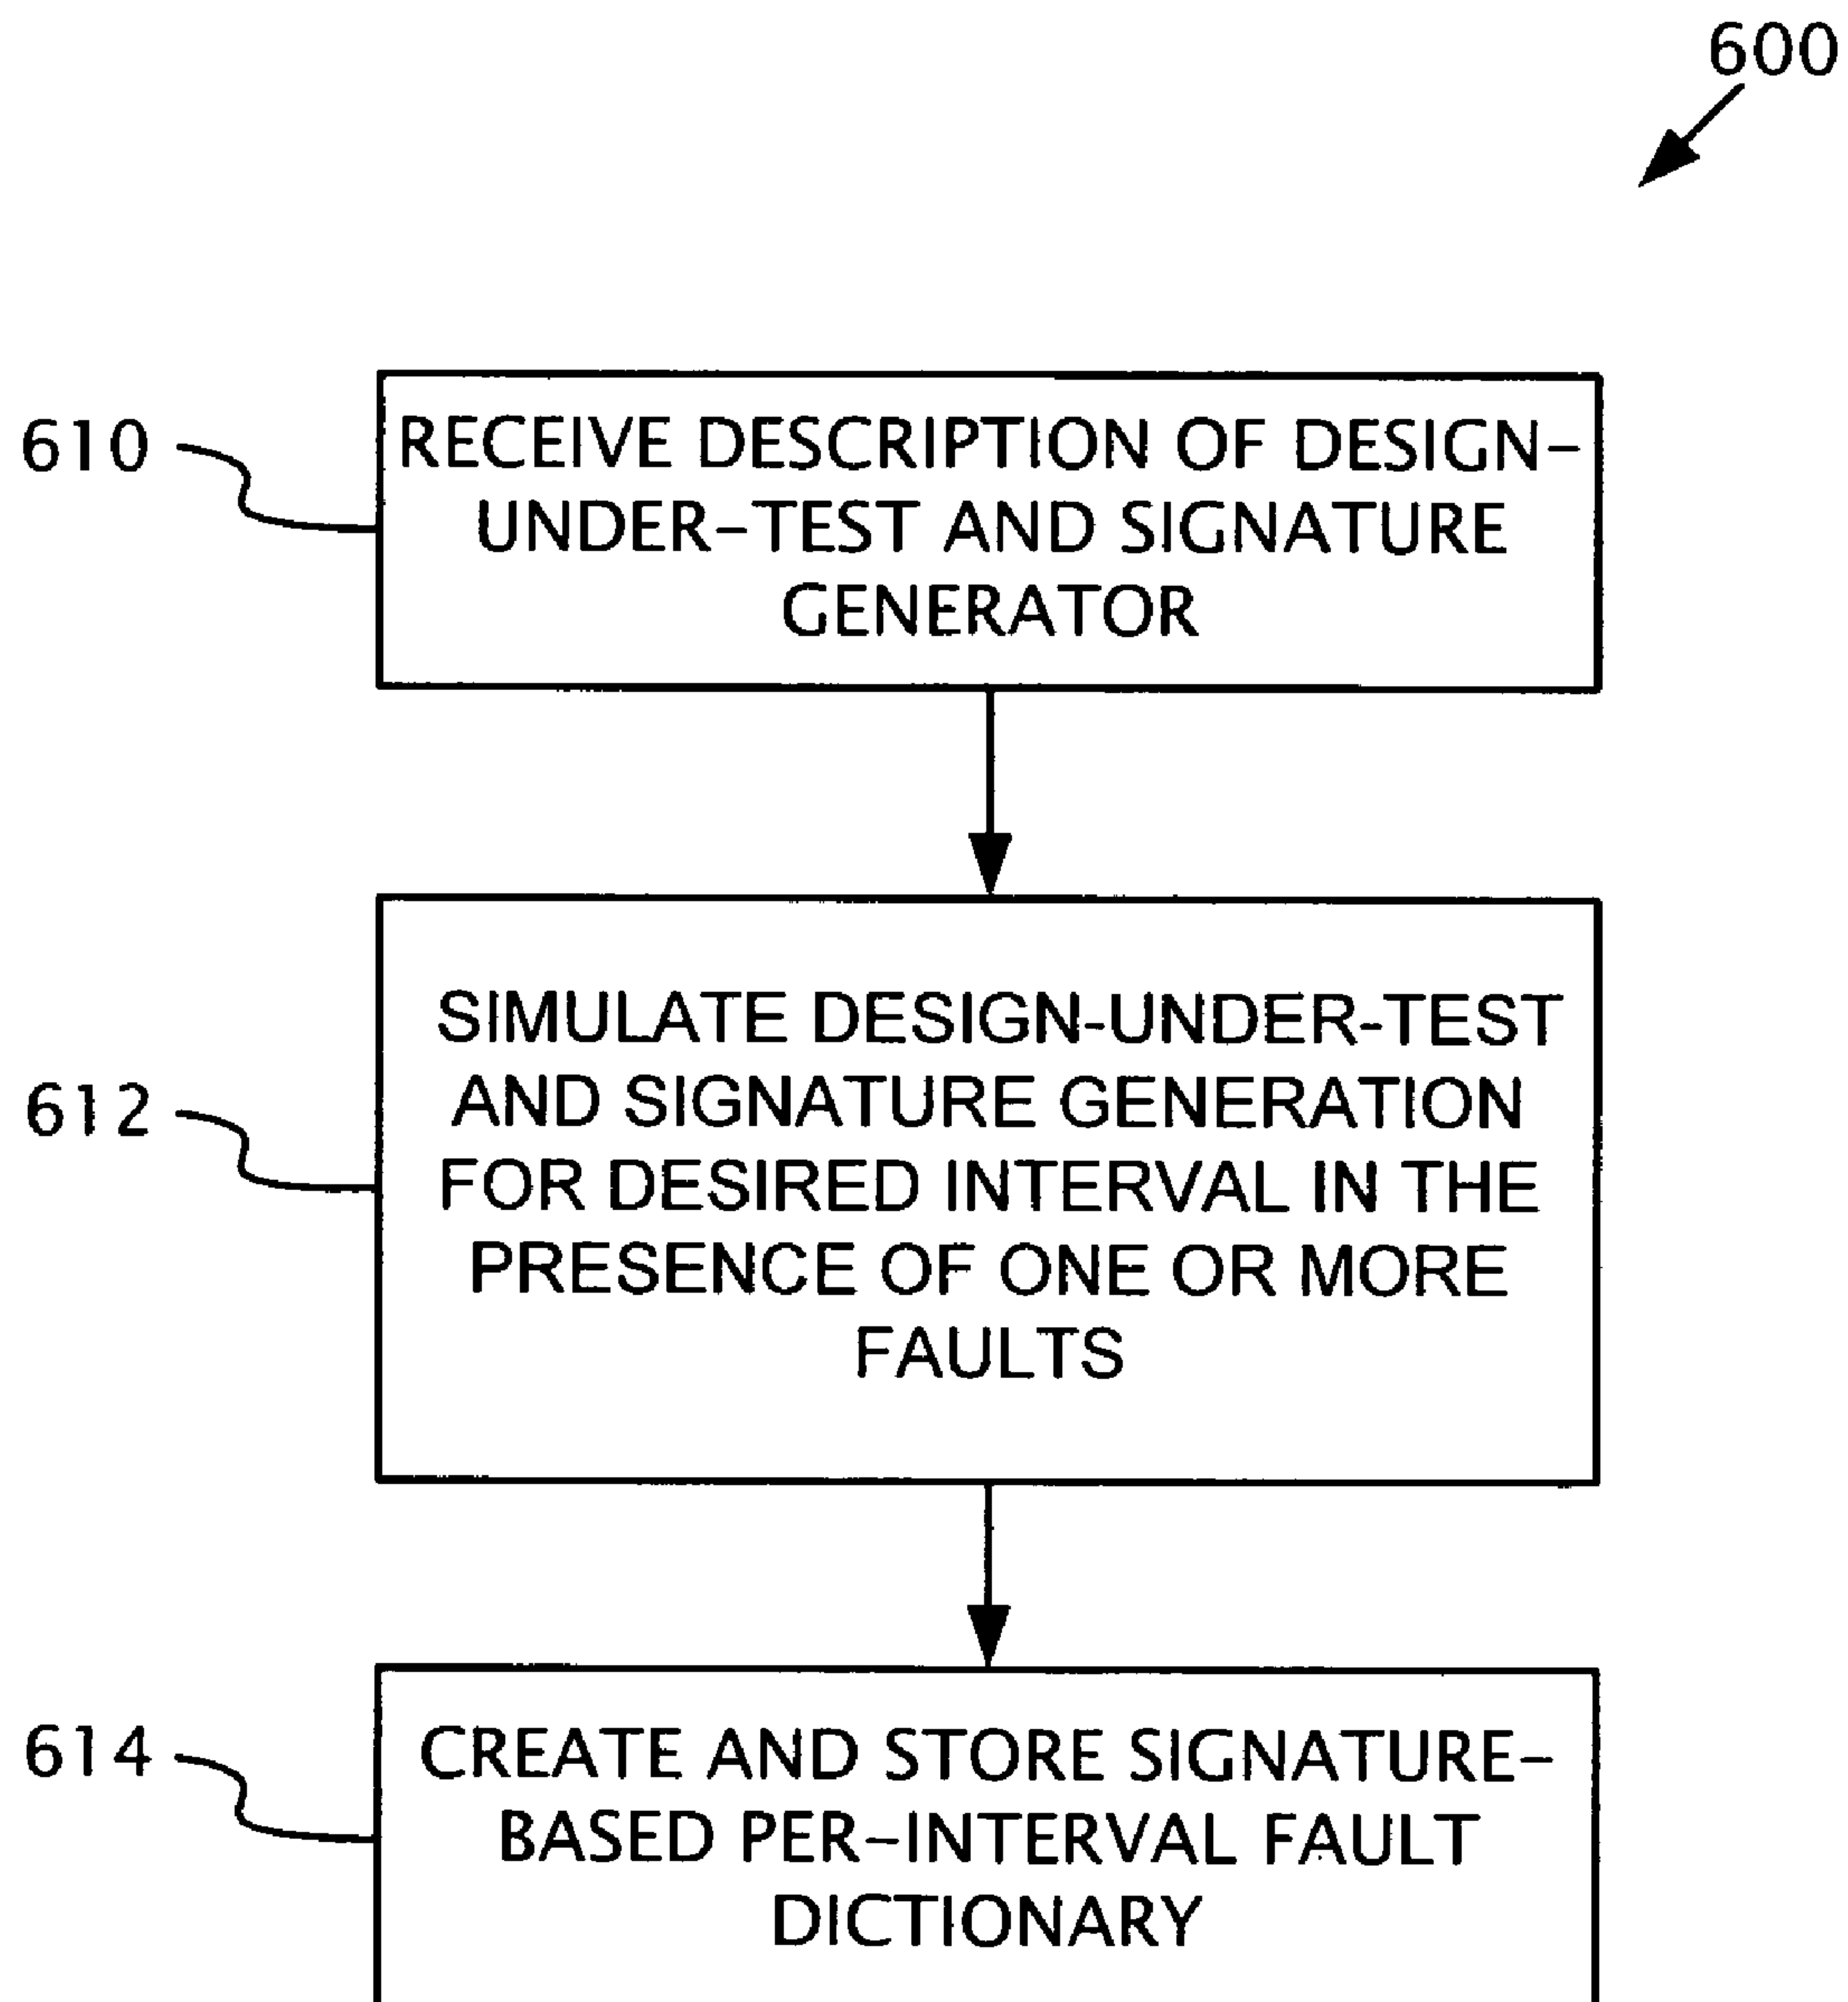 600
610
RECEIVE DESCRIPTION OF DESIGN-
UNDER-TEST AND SIGNATURE
GENERATOR
612
SIMULATE DESIGN-UNDER-TEST
AND SIGNATURE GENERATION
FOR DESIRED INTERVAL IN THE
PRESENCE OF ONE OR MORE
FAULTS
614
CREATE AND STORE SIGNATURE-
BASED PER-INTERVAL FAULT
DICTIONARY